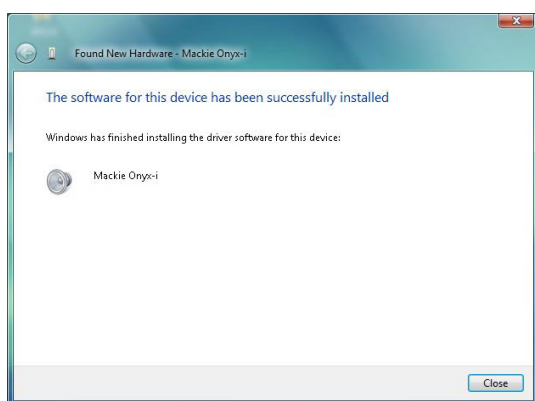 Found New Hardware - Mackie Onyx-i
The software for this device has been successfully installed
Windows has finished installing the driver software for this device:
Mackie Onyx-i
Close